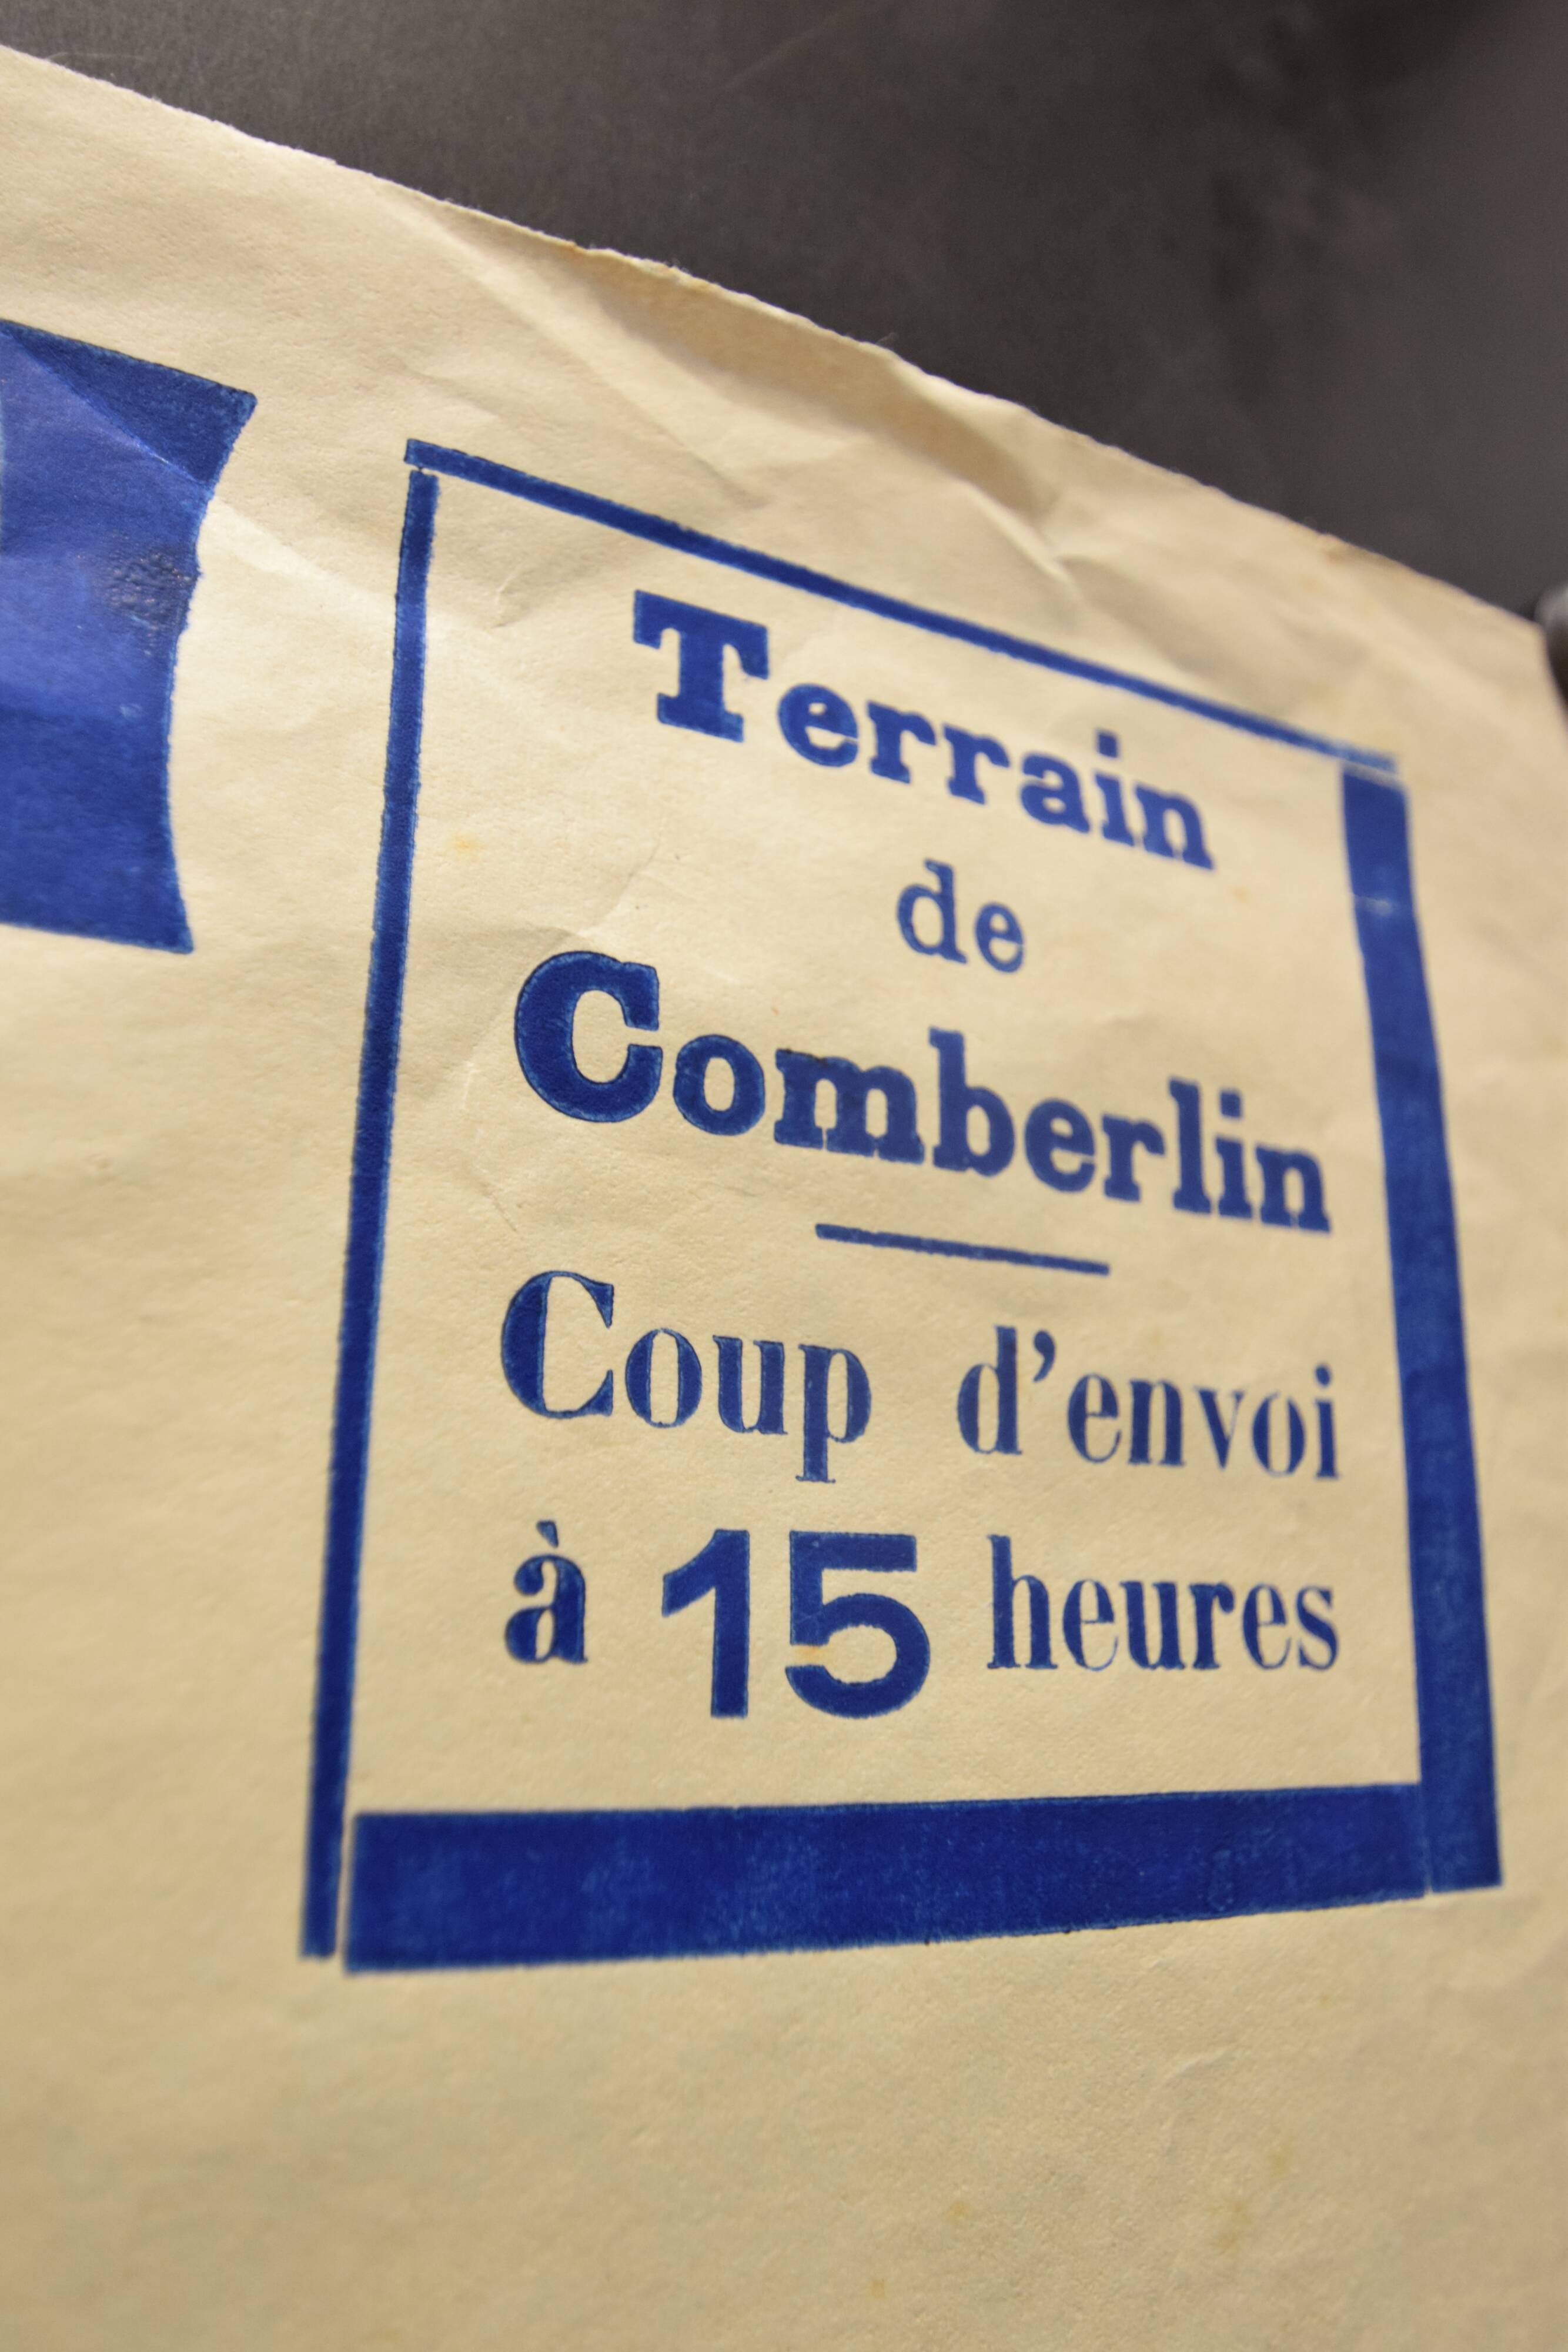 Terrain
de
Comberlin
Coup d'envoi
à 15 heures